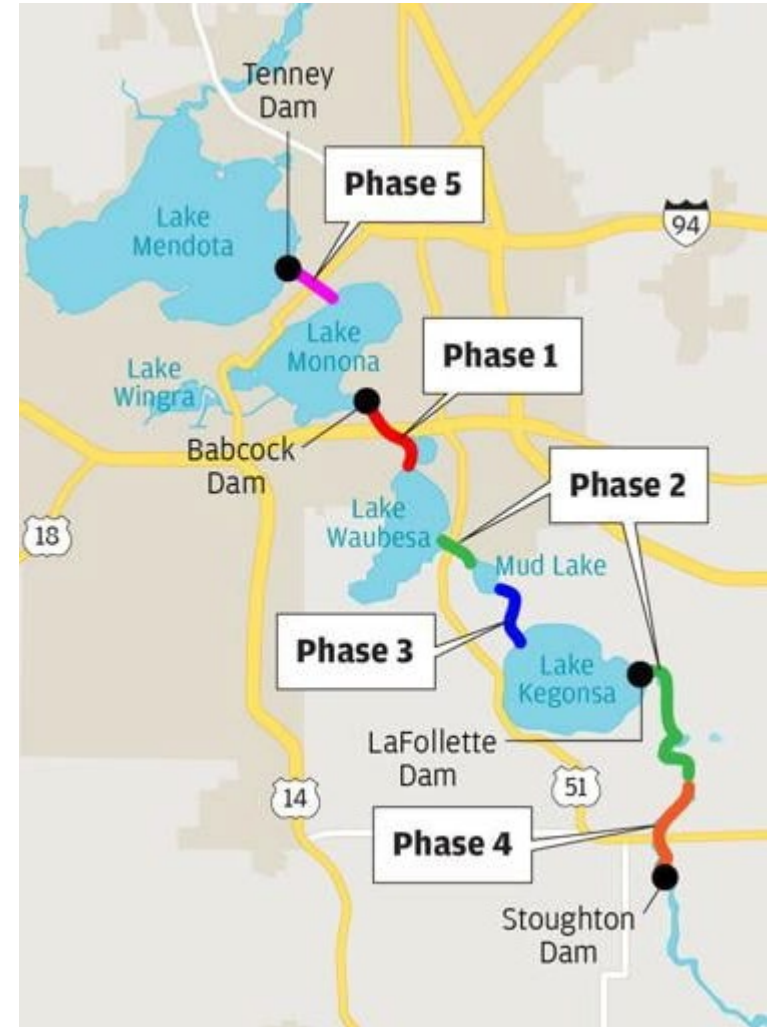 Tenney
Dam
Phase 5
Lake
Mendota
94
Lake
Monona
Phase 1
Lake
Wingra
Babcock
Dam
Phase 2
Lake
Waubesa
18
Mud Lake
Phase 3
Lake
Kegonsa
LaFollette
Dam
51
14
Phase 4
Stoughton
Dam